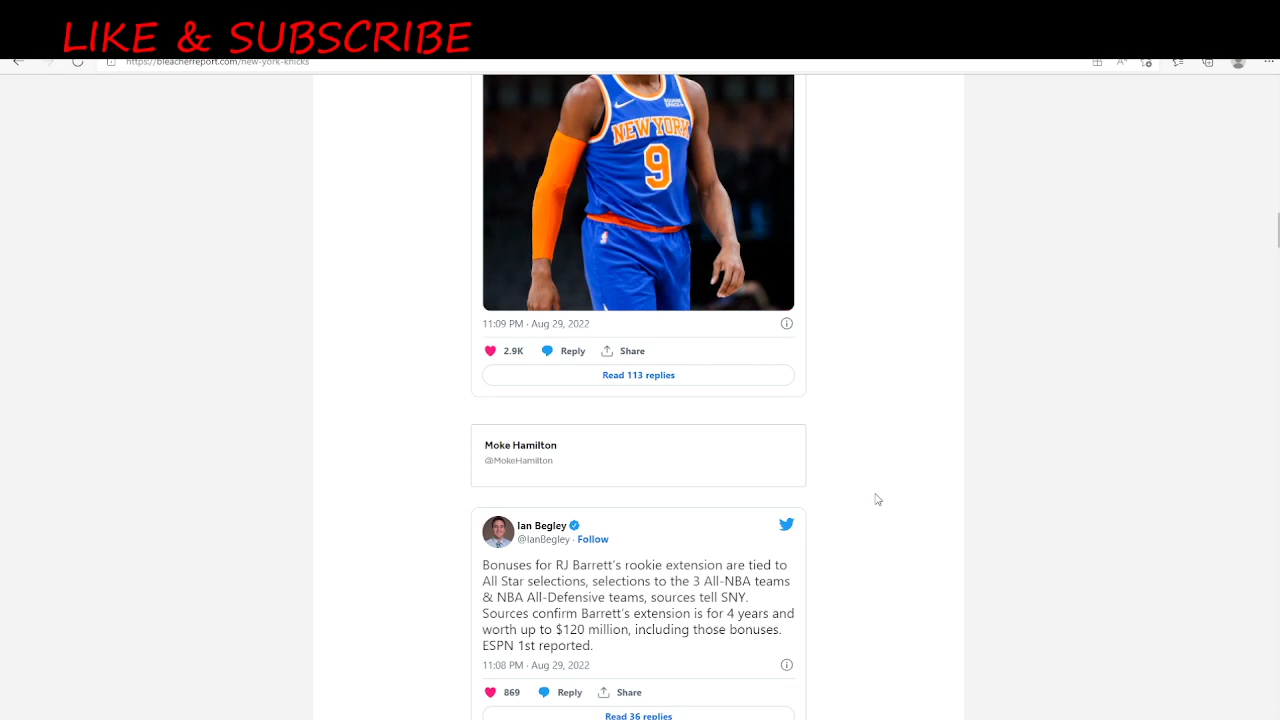 LIKE & SUBSCRIBE
https://bleacherreport.com/new-york-knicks
SQUARE
SPACE
NEW YORK
9
11:09 PM · Aug 29, 2022
2.9K Reply Share
Read 113 replies
Moke Hamilton
@MokeHamilton
Ian Begley
@IanBegley · Follow
Bonuses for RJ Barrett's rookie extension are tied to
All Star selections, selections to the 3 All-NBA teams
& NBA All-Defensive teams, sources tell SNY.
Sources confirm Barrett's extension is for 4 years and
worth up to $120 million, including those bonuses.
ESPN 1st reported.
11:08 PM · Aug 29, 2022
869 Reply Share
Read 36 replies